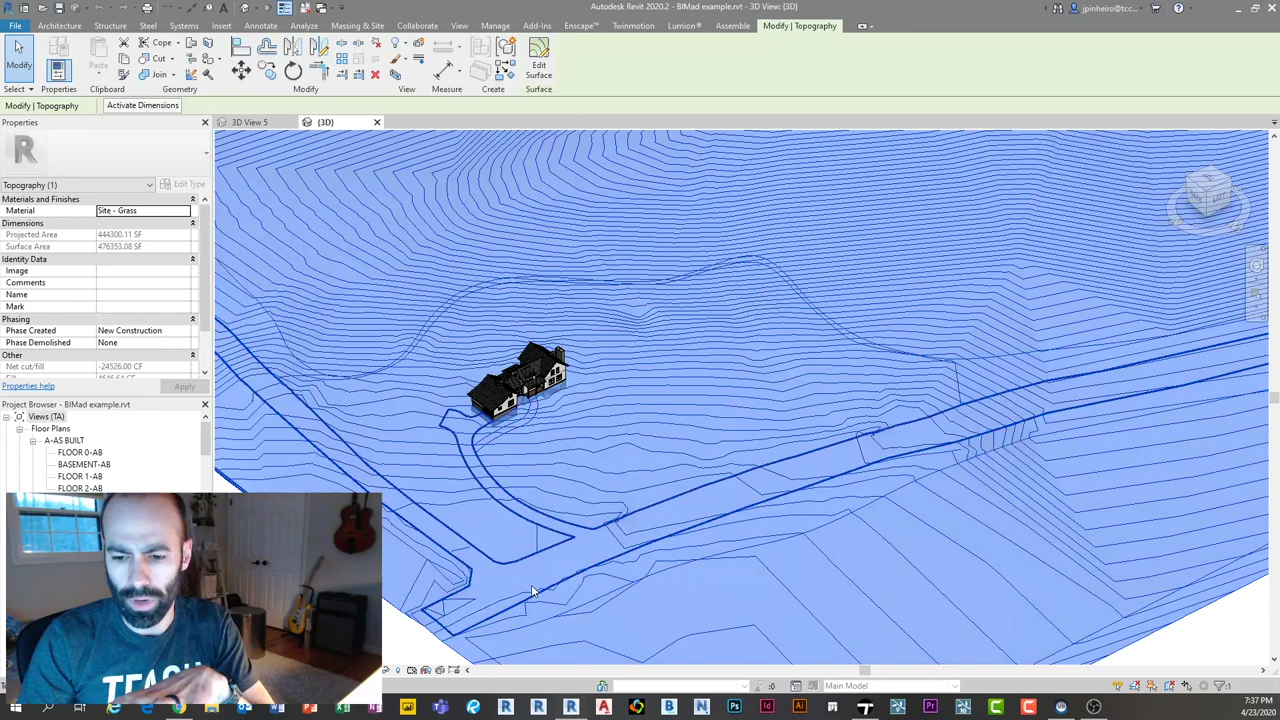 Autodesk Revit 2020.2 - BIMad example.rvt - 3D View: {3D}
jpinheiro@tcc...
File Architecture Structure Steel Systems Insert Annotate Analyze Massing & Site Collaborate View Manage Add-Ins Enscape™ Twinmotion Lumion® Assemble Modify | Topography
Modify
Paste
Cope
Cut
Join
Edit
Surface
Select Properties Clipboard Geometry Modify View Measure Create Surface
Modify | Topography Activate Dimensions
Properties
3D View 5
{3D}
R
Topography (1)
Edit Type
Materials and Finishes
Material Site - Grass
Dimensions
Projected Area 444300.11 SF
Surface Area 476353.08 SF
Identity Data
Image
Comments
Name
Mark
Phasing
Phase Created New Construction
Phase Demolished None
Other
Net cut/fill -24526.00 CF
Properties help
Apply
Project Browser - BIMad example.rvt
Views (TA)
Floor Plans
A-AS BUILT
FLOOR 0-AB
BASEMENT-AB
FLOOR 1-AB
FLOOR 2-AB
TEACH
:0
Main Model
:1
7:37 PM
4/23/2020